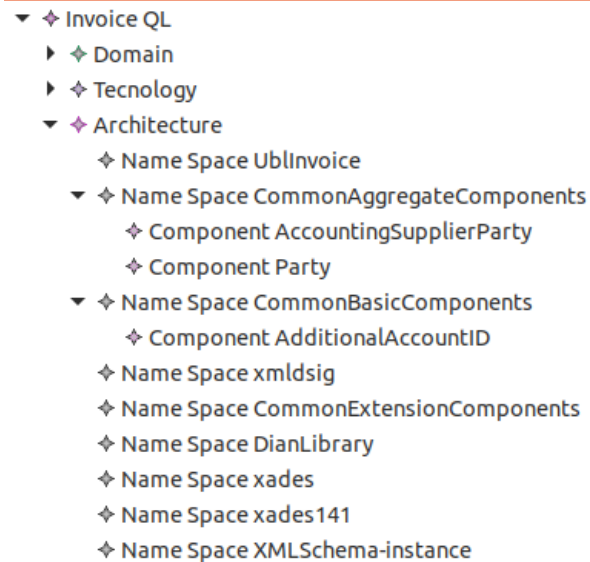 Invoice QL
Domain
Tecnology
Architecture
Name Space UblInvoice
Name Space CommonAggregateComponents
Component AccountingSupplierParty
Component Party
Name Space CommonBasicComponents
Component AdditionalAccountID
Name Space xmldsig
Name Space CommonExtensionComponents
Name Space DianLibrary
Name Space xades
Name Space xades141
Name Space XMLSchema-instance